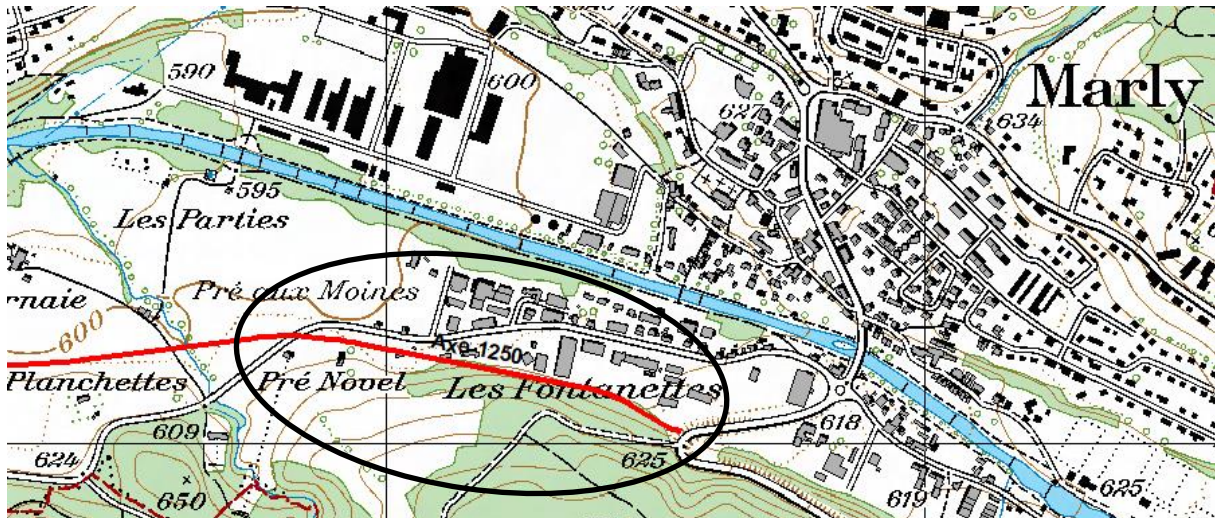 590
600
627
Marly
634
595
Les Parties
rnaie
Pré aux Moines
600
Axe 1250
Planchettes
Pré Novel
Les Fontanettes
609
618
624
625
650
619
625